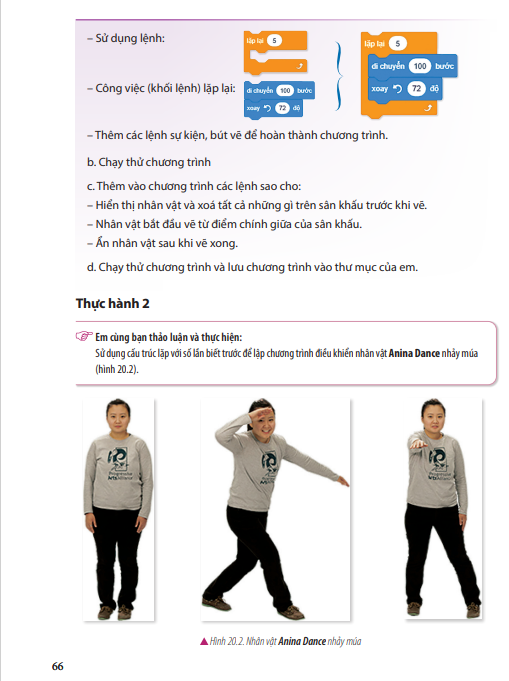 – Sử dụng lệnh:
lặp lại 5
lặp lại 5
di chuyển 100 bước
xoay 72 độ
– Công việc (khối lệnh) lặp lại:
di chuyển 100 bước
xoay 72 độ
– Thêm các lệnh sự kiện, bút vẽ để hoàn thành chương trình.
b. Chạy thử chương trình
c. Thêm vào chương trình các lệnh sao cho:
– Hiển thị nhân vật và xoá tất cả những gì trên sân khấu trước khi vẽ.
– Nhân vật bắt đầu vẽ từ điểm chính giữa của sân khấu.
– Ẩn nhân vật sau khi vẽ xong.
d. Chạy thử chương trình và lưu chương trình vào thư mục của em.
Thực hành 2
Em cùng bạn thảo luận và thực hiện:
Sử dụng cấu trúc lặp với số lần biết trước để lập chương trình điều khiển nhân vật Anina Dance nhảy múa
(hình 20.2).
Progressive
Arts Alliance
Progressive
Arts Alliance
Hình 20.2. Nhân vật Anina Dance nhảy múa
66